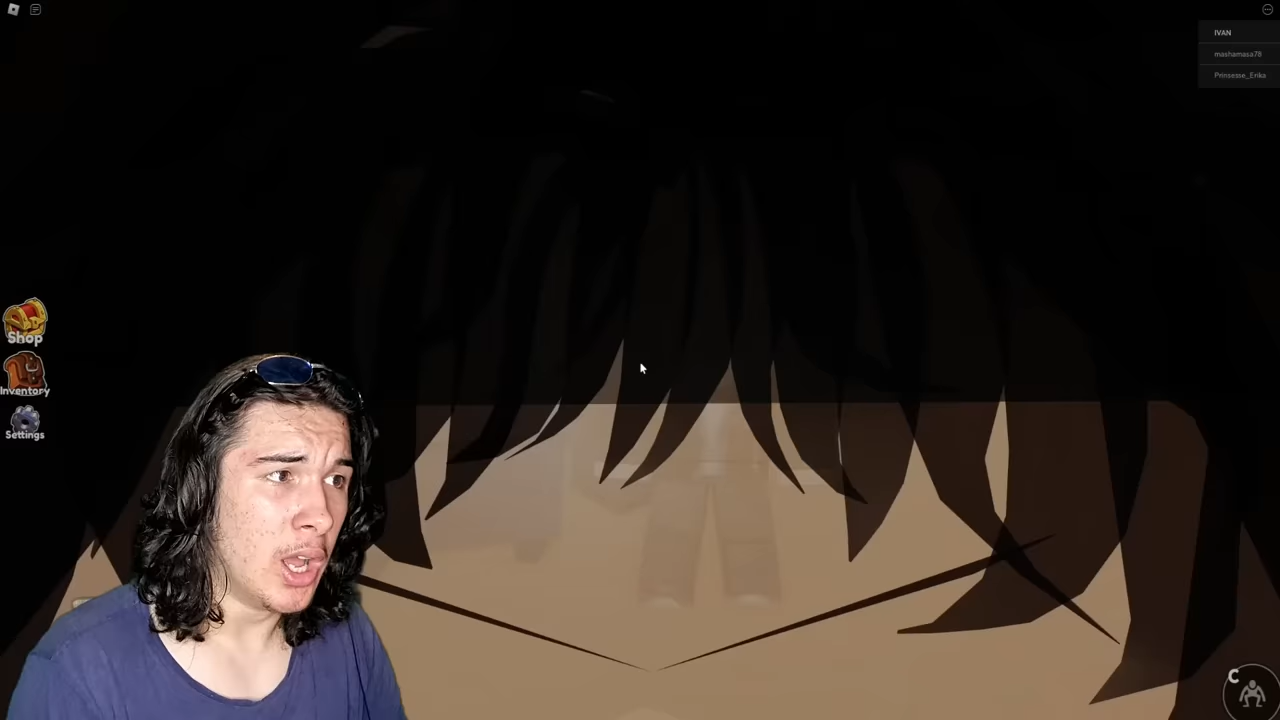 IVAN
mashamasa78
Prinsesse_Erika
Shop
Inventory
Settings
C